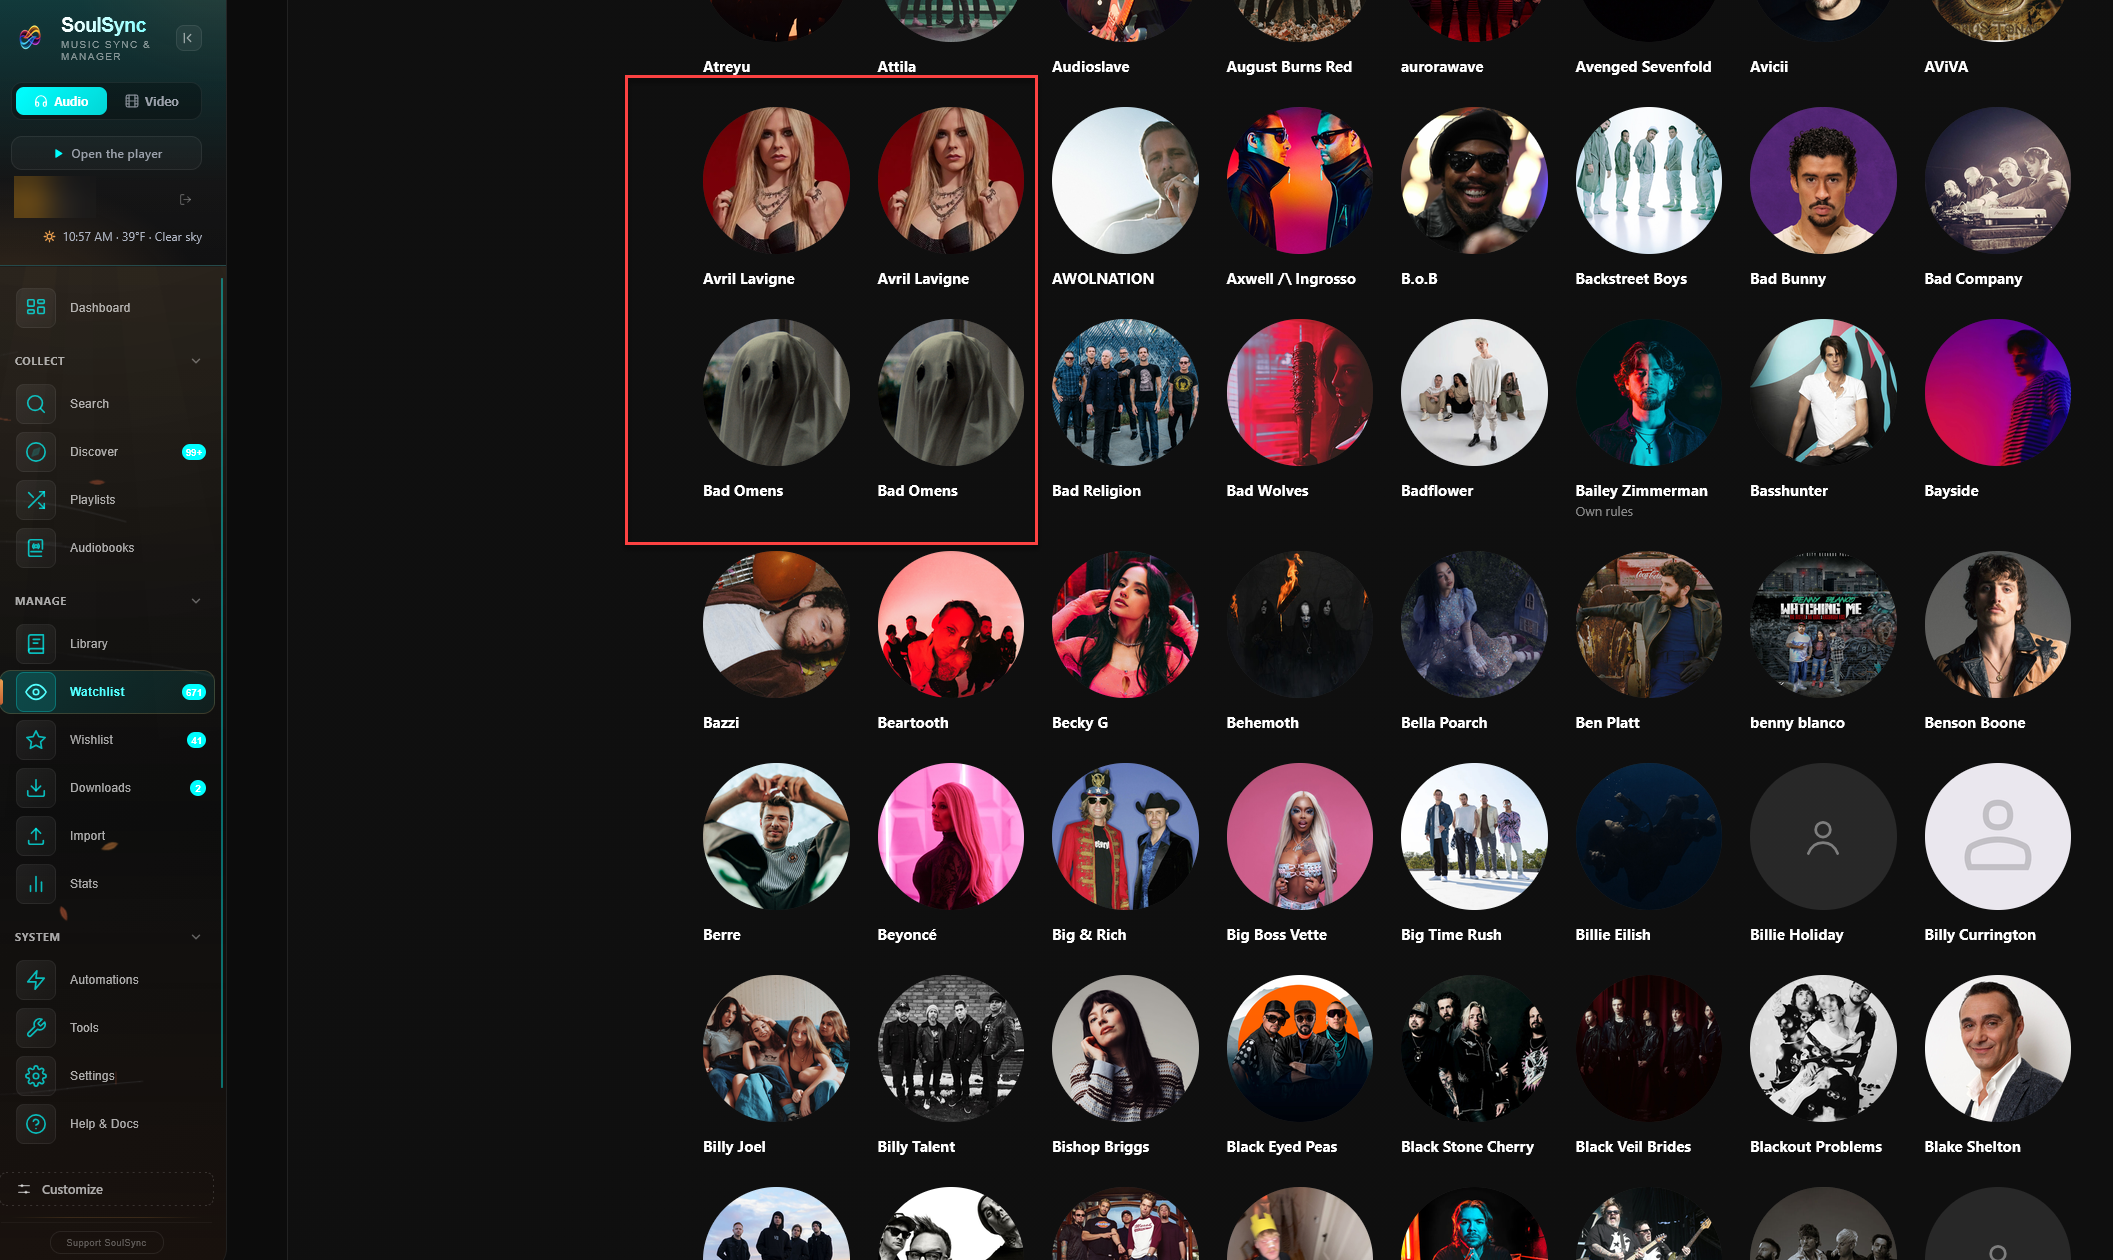 SoulSync
MUSIC SYNC &
MANAGER
Audio
Video
Open the player
10:57 AM · 39°F · Clear sky
Dashboard
COLLECT
Search
Discover
99+
Playlists
Audiobooks
MANAGE
Library
Watchlist
671
Wishlist
41
Downloads
2
Import
Stats
SYSTEM
Automations
Tools
Settings
Help & Docs
Customize
Support SoulSync
Atreyu
Attila
Audioslave
August Burns Red
aurorawave
Avenged Sevenfold
Avicii
AViVA
Avril Lavigne
Avril Lavigne
AWOLNATION
Axwell /\ Ingrosso
B.o.B
Backstreet Boys
Bad Bunny
Bad Company
Bad Omens
Bad Omens
Bad Religion
Bad Wolves
Badflower
Bailey Zimmerman
Own rules
Basshunter
Bayside
Bazzi
Beartooth
Becky G
Behemoth
Bella Poarch
Ben Platt
BENNY BLANCO
WATCHING ME
benny blanco
Benson Boone
Berre
Beyoncé
Big & Rich
Big Boss Vette
Big Time Rush
Billie Eilish
Billie Holiday
Billy Currington
Billy Joel
Billy Talent
Bishop Briggs
Black Eyed Peas
Black Stone Cherry
Black Veil Brides
Blackout Problems
Blake Shelton